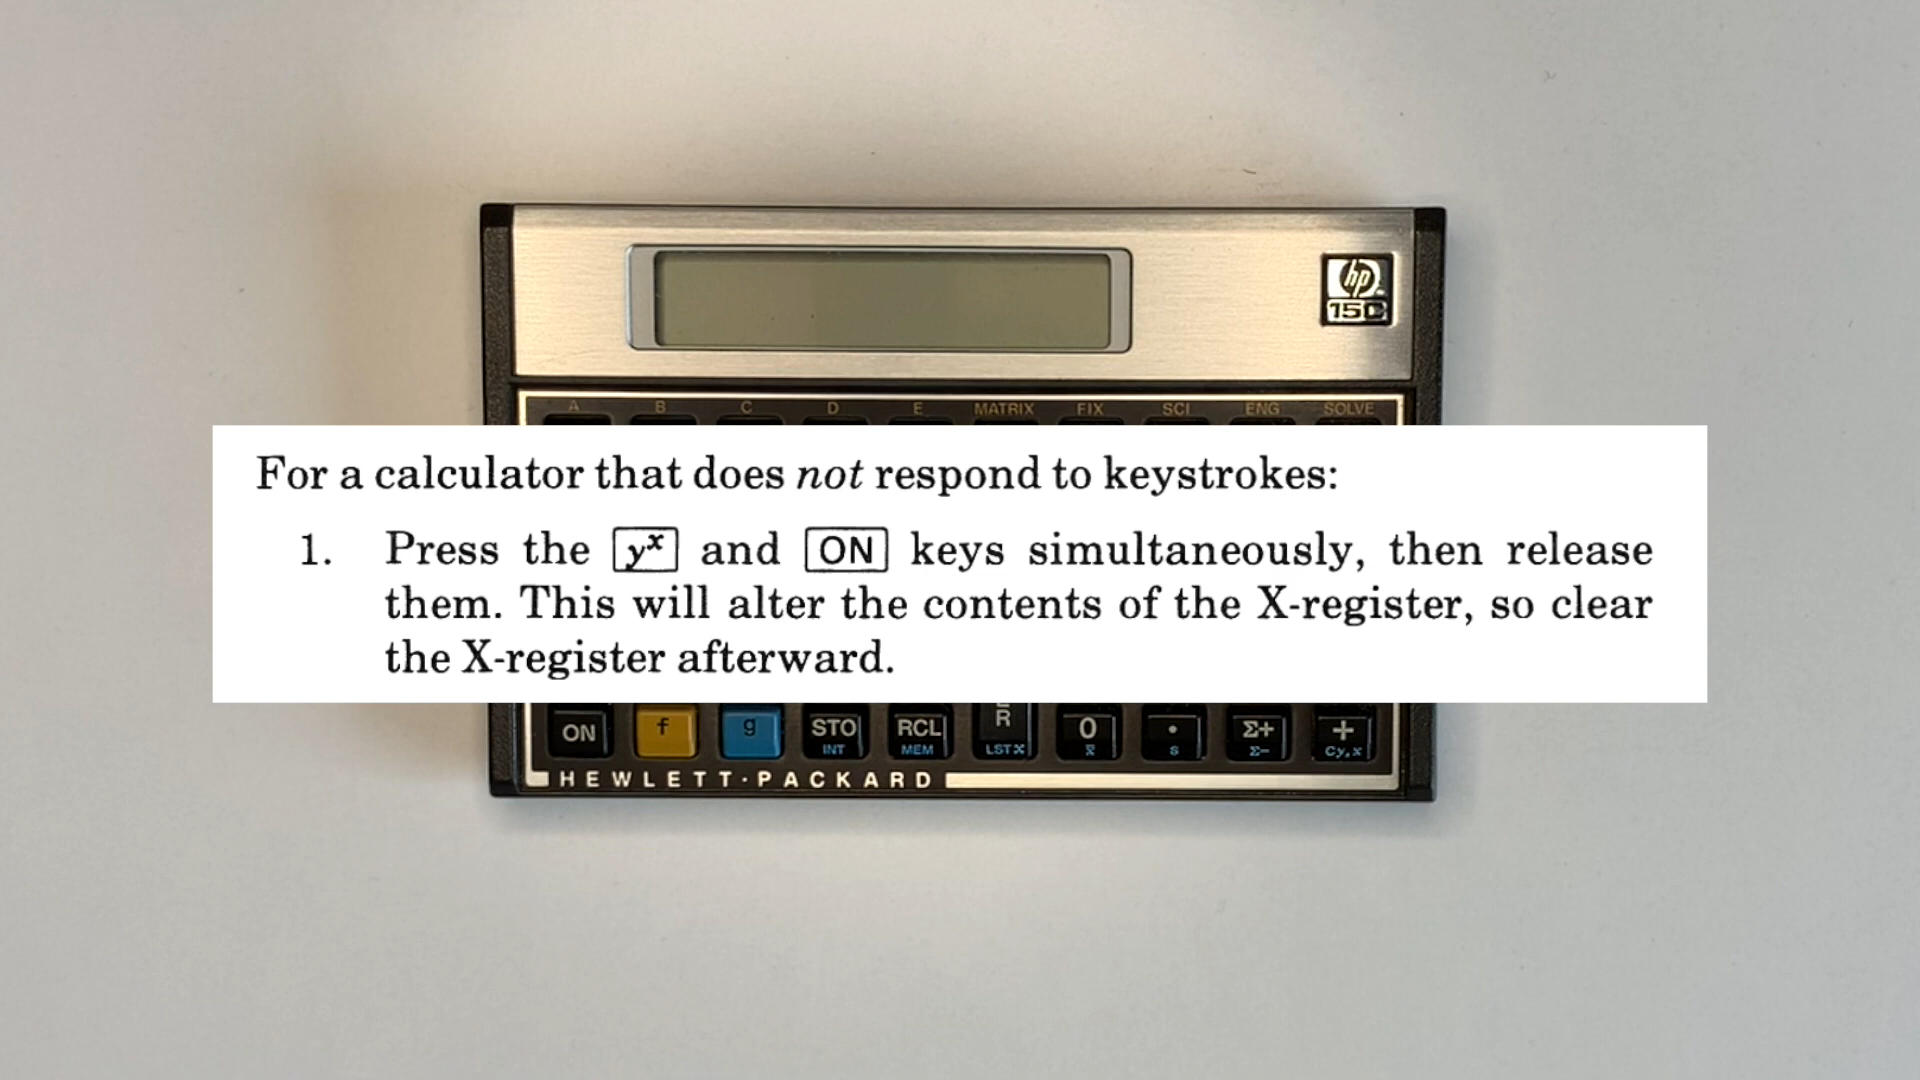 hp
15C
A B C D E MATRIX FIX SCI ENG SOLVE
For a calculator that does not respond to keystrokes:
1. Press the yˣ and ON keys simultaneously, then release
them. This will alter the contents of the X-register, so clear
the X-register afterward.
ON f g STO RCL E R 0 • Σ+ +
INT MEM LSTx x̄ s Σ− Cy,x
HEWLETT·PACKARD